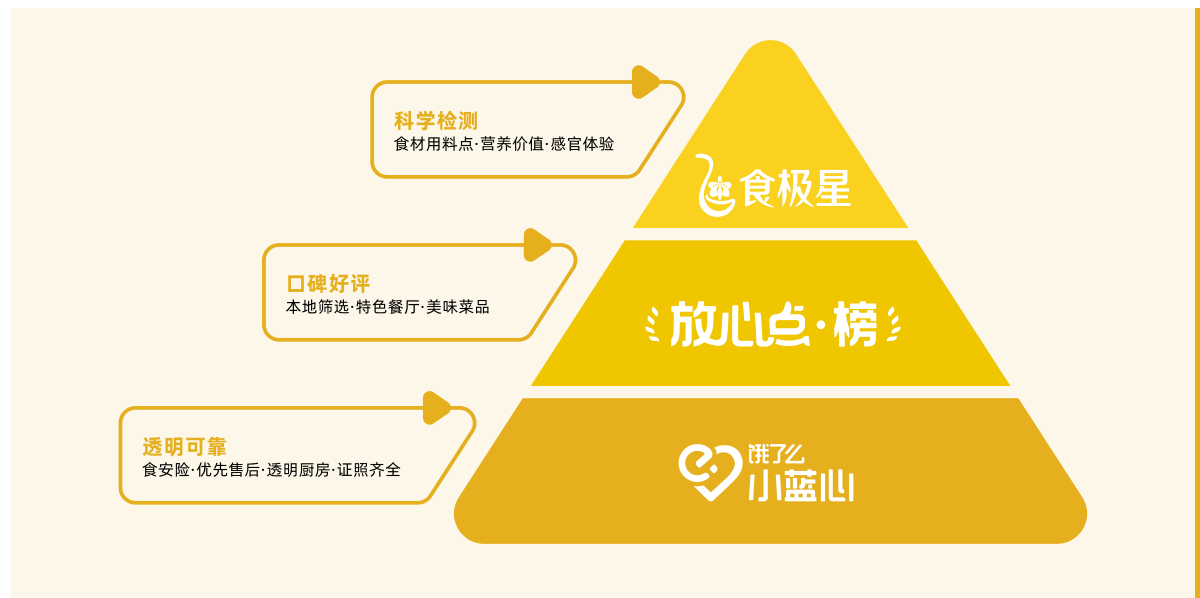 科学检测
食材用料点·营养价值·感官体验
食极星
口碑好评
本地筛选·特色餐厅·美味菜品
放心点·榜
透明可靠
食安险·优先售后·透明厨房·证照齐全
饿了么
小蓝心